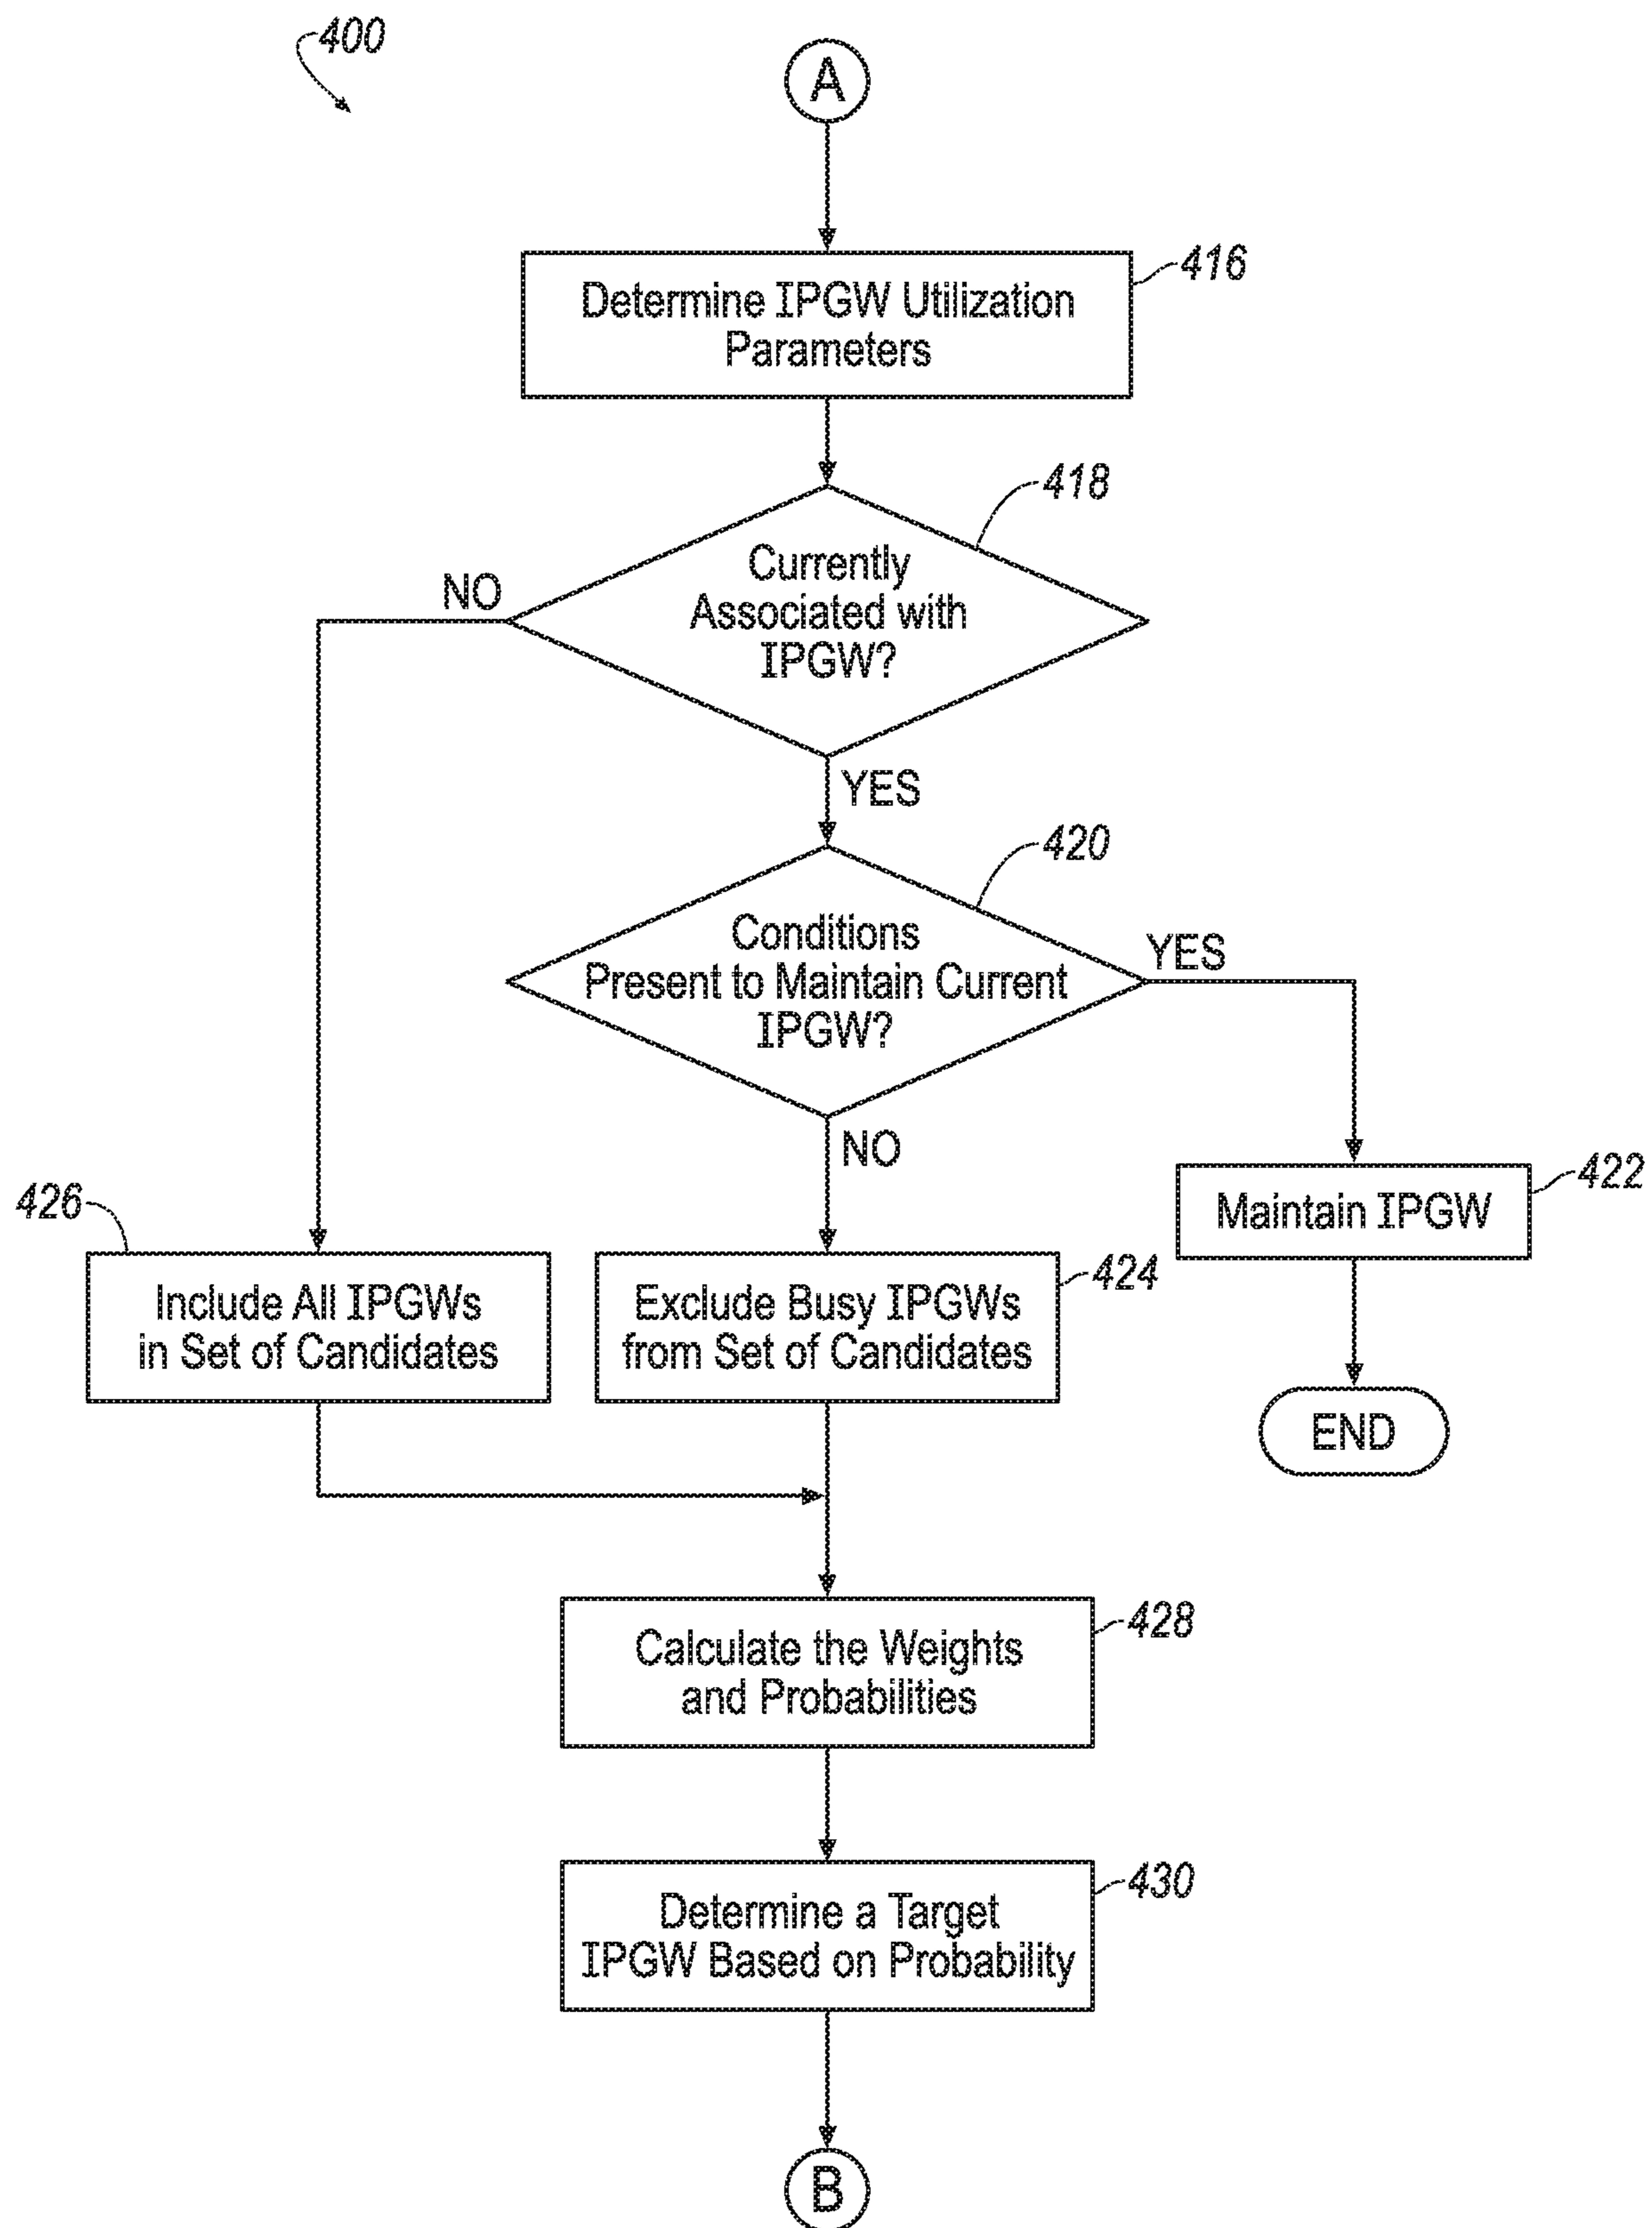 400
A
416
Determine IPGW Utilization
Parameters
418
Currently
Associated with
IPGW?
NO
YES
420
Conditions
Present to Maintain Current
IPGW?
YES
NO
422
Maintain IPGW
426
Include All IPGWs
in Set of Candidates
424
Exclude Busy IPGWs
from Set of Candidates
END
428
Calculate the Weights
and Probabilities
430
Determine a Target
IPGW Based on Probability
B